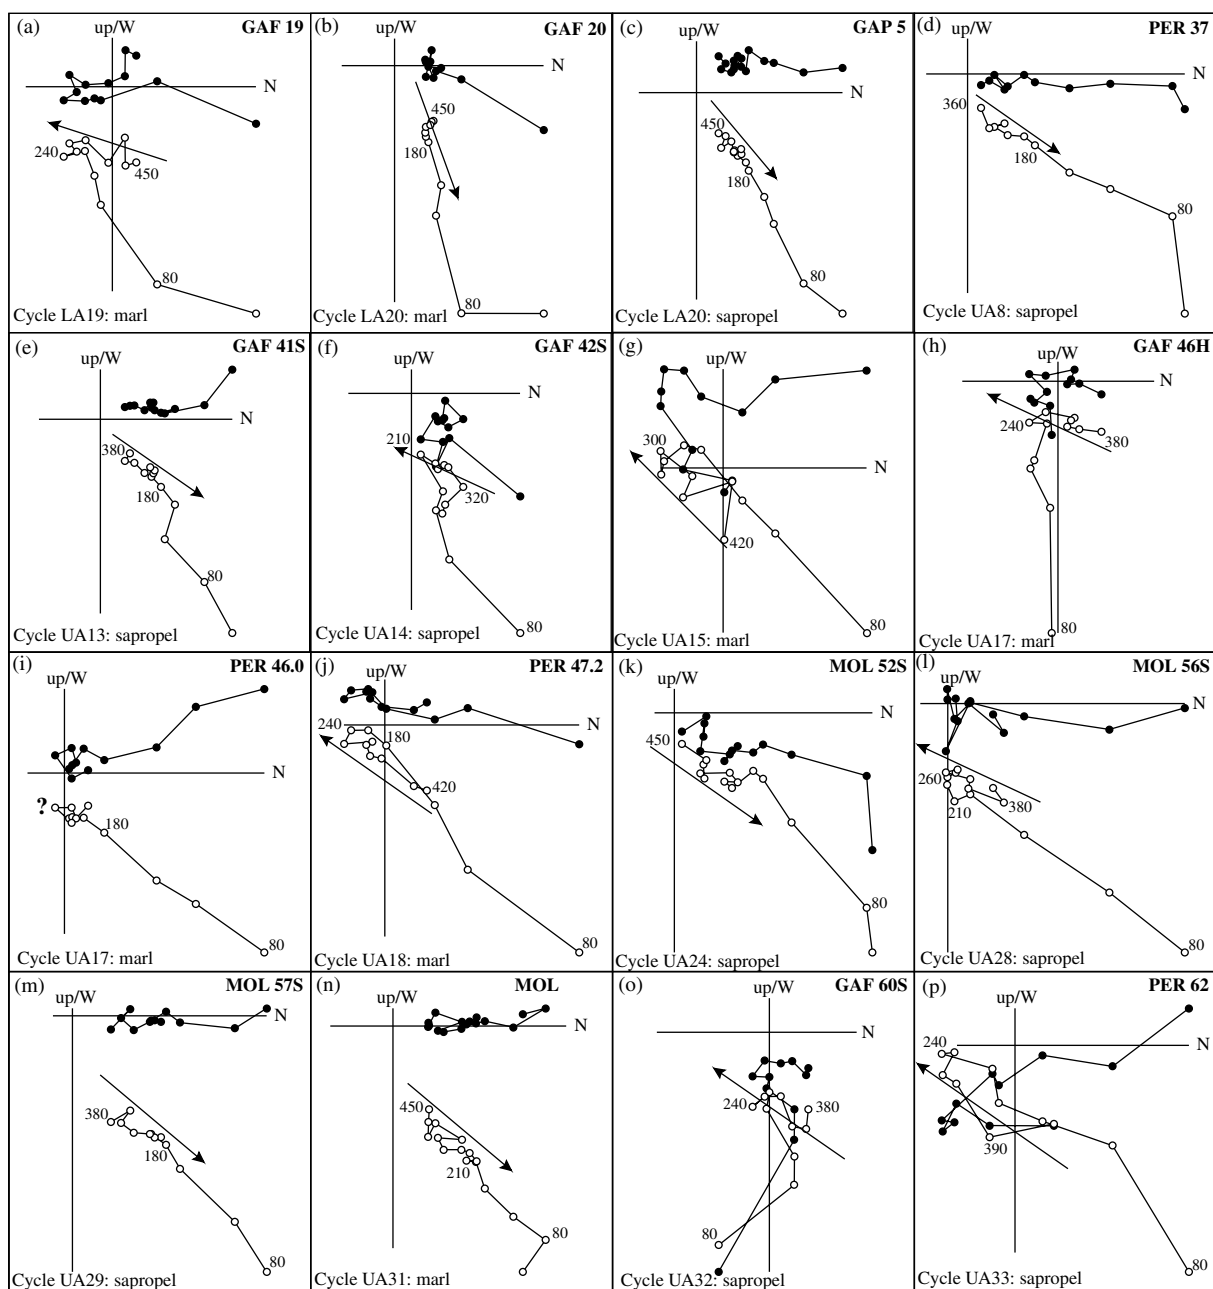 (a) GAF 19
up/W
N
240
450
80
Cycle LA19: marl
(b) GAF 20
up/W
N
450
180
80
Cycle LA20: marl
(c) GAP 5
up/W
N
450
180
80
Cycle LA20: sapropel
(d) PER 37
up/W
N
360
180
80
Cycle UA8: sapropel
(e) GAF 41S
up/W
N
380
180
80
Cycle UA13: sapropel
(f) GAF 42S
up/W
N
210
320
80
Cycle UA14: sapropel
(g)
up/W
300
N
420
80
Cycle UA15: marl
(h) GAF 46H
up/W
N
240
380
80
Cycle UA17: marl
(i) PER 46.0
up/W
N
?
180
80
Cycle UA17: marl
(j) PER 47.2
up/W
240
N
180
420
80
Cycle UA18: marl
(k) MOL 52S
up/W
N
450
80
Cycle UA24: sapropel
(l) MOL 56S
up/W
N
260
380
210
80
Cycle UA28: sapropel
(m) MOL 57S
up/W
N
380
180
80
Cycle UA29: sapropel
(n) MOL
up/W
N
450
210
80
Cycle UA31: marl
(o) GAF 60S
up/W
N
240
380
80
Cycle UA32: sapropel
(p) PER 62
up/W
240
N
390
80
Cycle UA33: sapropel